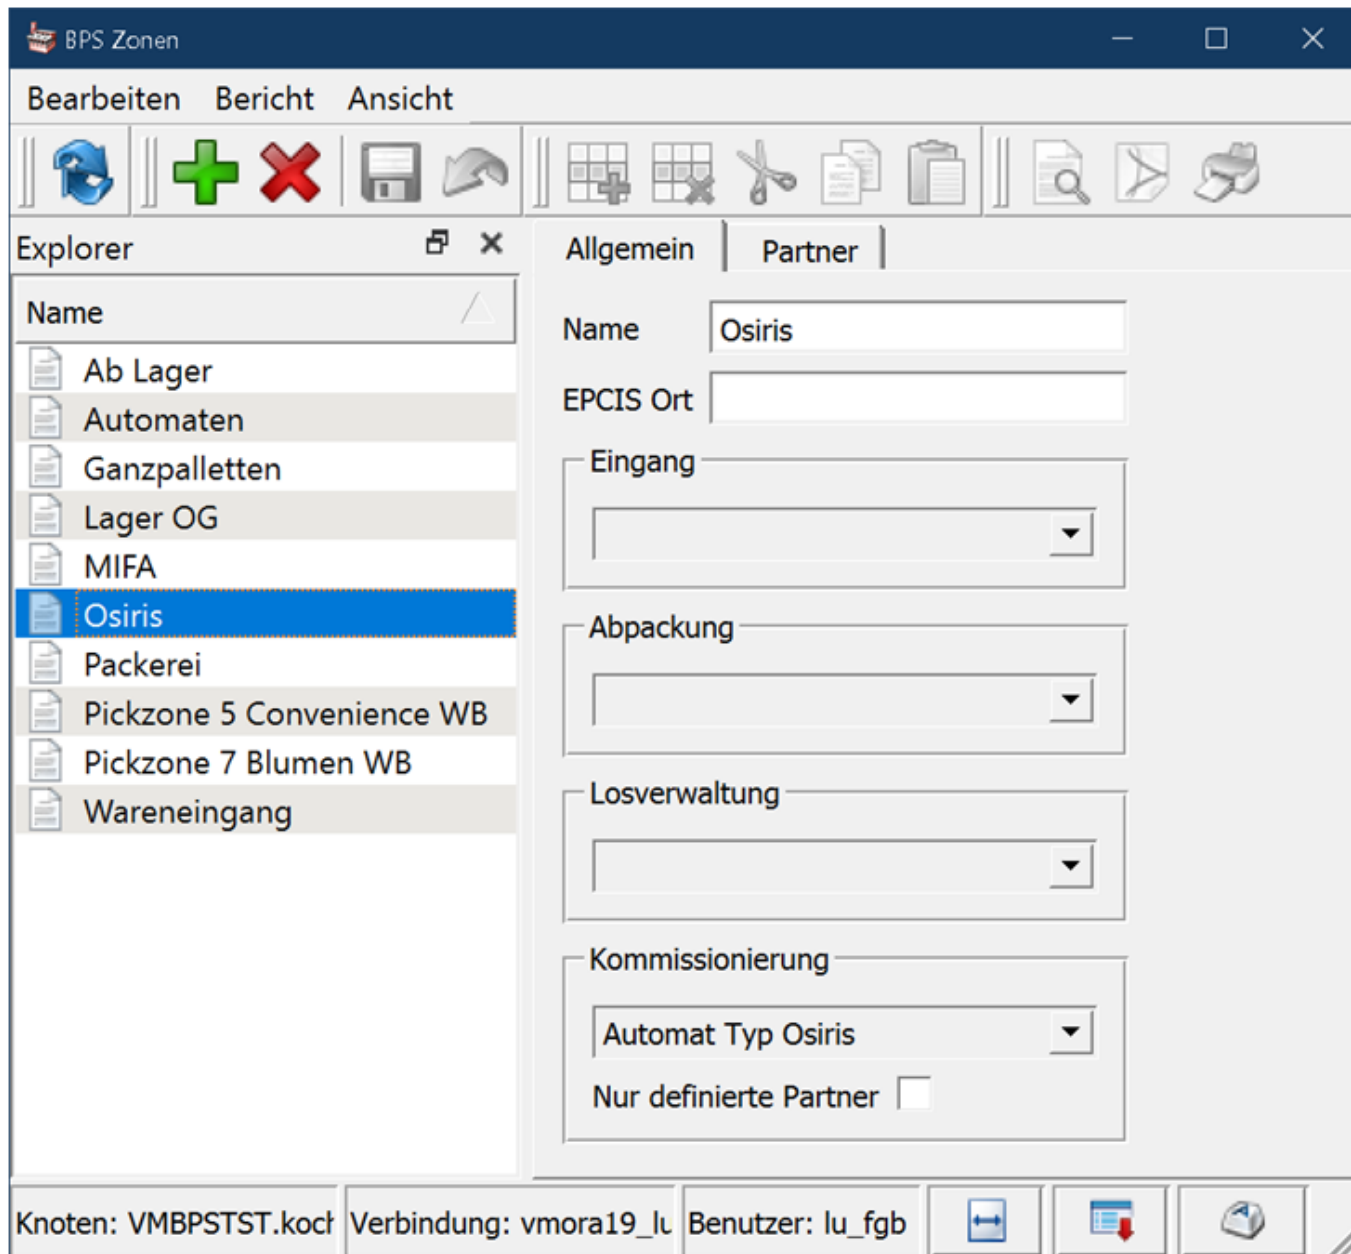 BPS Zonen
Bearbeiten Bericht Ansicht
Explorer
Name
Ab Lager
Automaten
Ganzpalletten
Lager OG
MIFA
Osiris
Packerei
Pickzone 5 Convenience WB
Pickzone 7 Blumen WB
Wareneingang
Allgemein Partner
Name Osiris
EPCIS Ort
Eingang
Abpackung
Losverwaltung
Kommissionierung
Automat Typ Osiris
Nur definierte Partner
Knoten: VMBPSTST.koch Verbindung: vmora19_lu Benutzer: lu_fgb